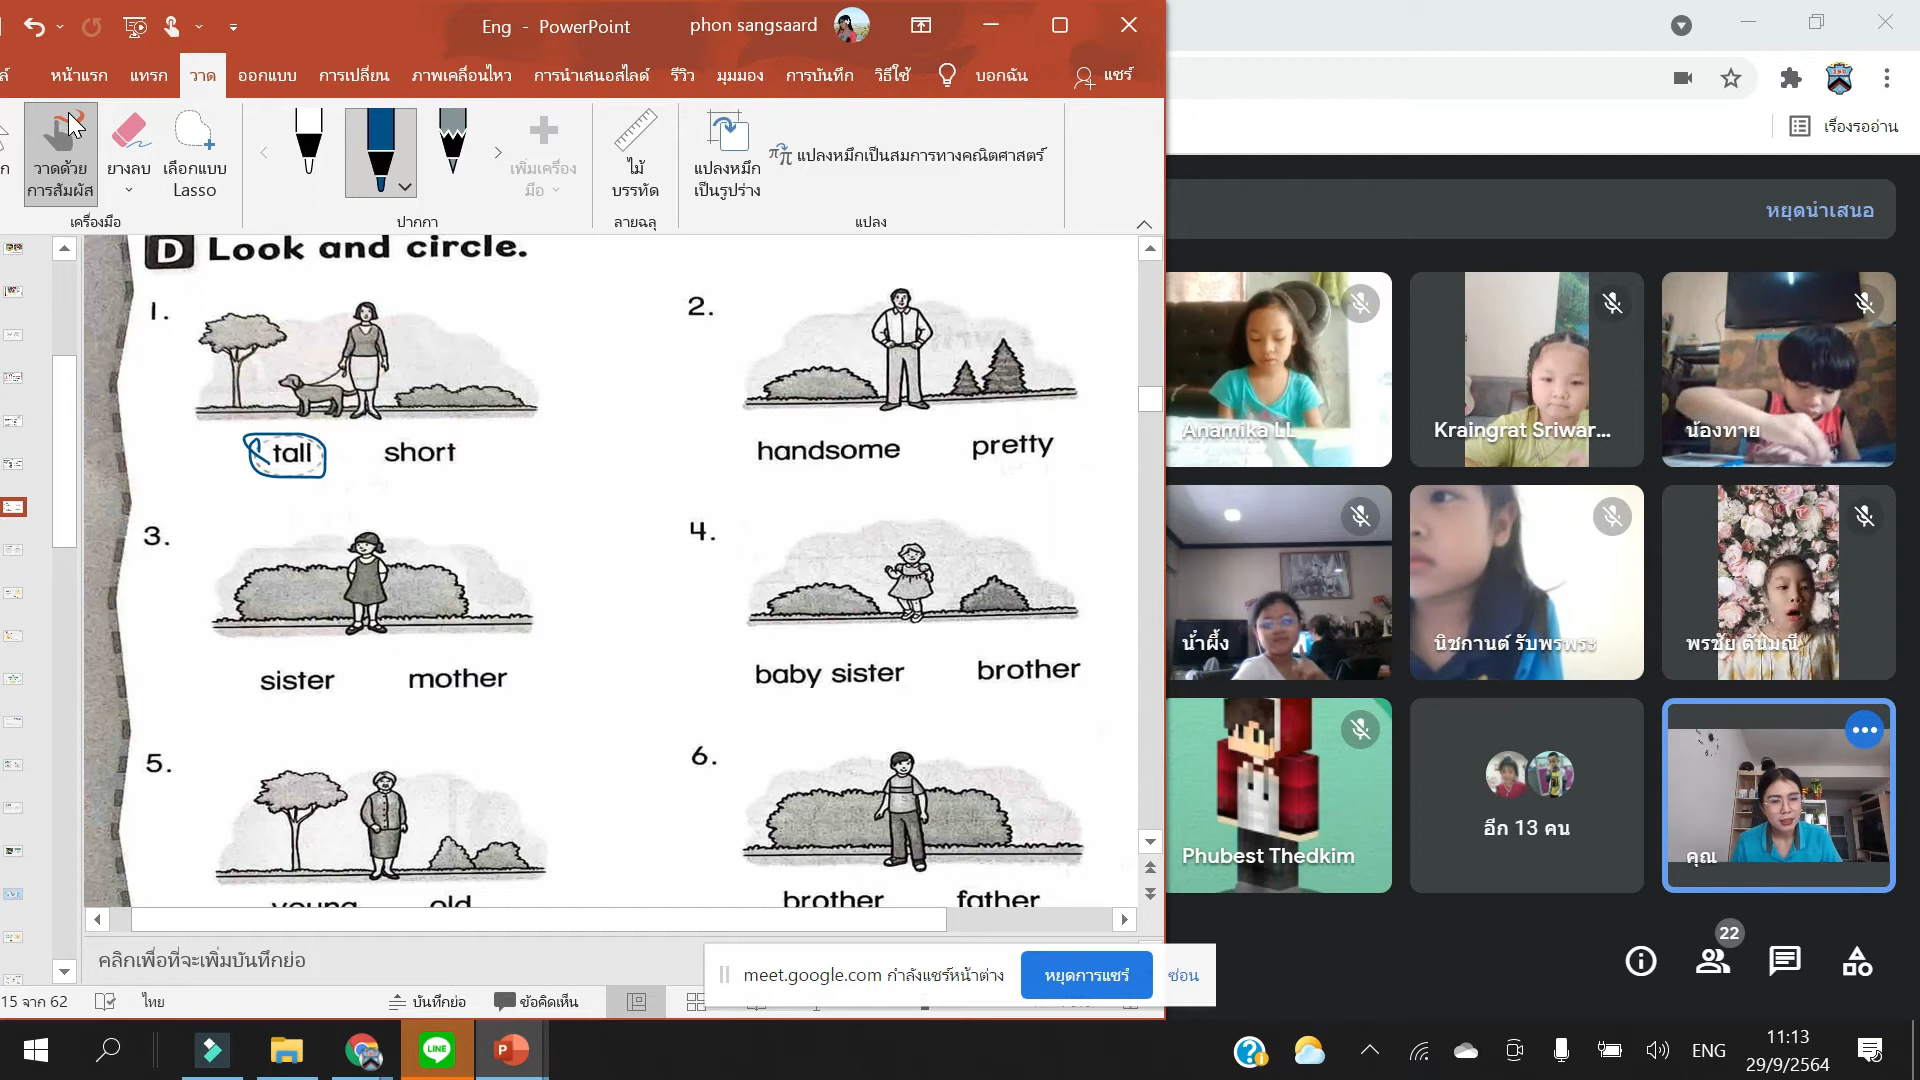 Eng - PowerPoint
phon sangsaard
หน้าแรก แทรก วาด ออกแบบ การเปลี่ยน ภาพเคลื่อนไหว การนำเสนอสไลด์ รีวิว มุมมอง การบันทึก วิธีใช้ บอกฉัน แชร์
วาดด้วย
การสัมผัส
ยางลบ
เลือกแบบ
Lasso
เพิ่มเครื่อง
มือ
ไม้
บรรทัด
แปลงหมึก
เป็นรูปร่าง
แปลงหมึกเป็นสมการทางคณิตศาสตร์
เครื่องมือ
ปากกา
ลายฉลุ
แปลง
เรื่องรออ่าน
หยุดนำเสนอ
D Look and circle.
1.
tall short
2.
handsome pretty
3.
sister mother
4.
baby sister brother
5.
young old
6.
brother father
Anamika LL
Kraingrat Sriwar...
น้องทาย
น้ำผึ้ง
นิชกานต์ รับพรพระ
พรชัย ตันมณี
Phubest Thedkim
อีก 13 คน
คุณ
22
คลิกเพื่อที่จะเพิ่มบันทึกย่อ
meet.google.com กำลังแชร์หน้าต่าง
หยุดการแชร์
ซ่อน
15 จาก 62
ไทย
บันทึกย่อ
ข้อคิดเห็น
LINE
ENG
11:13
29/9/2564